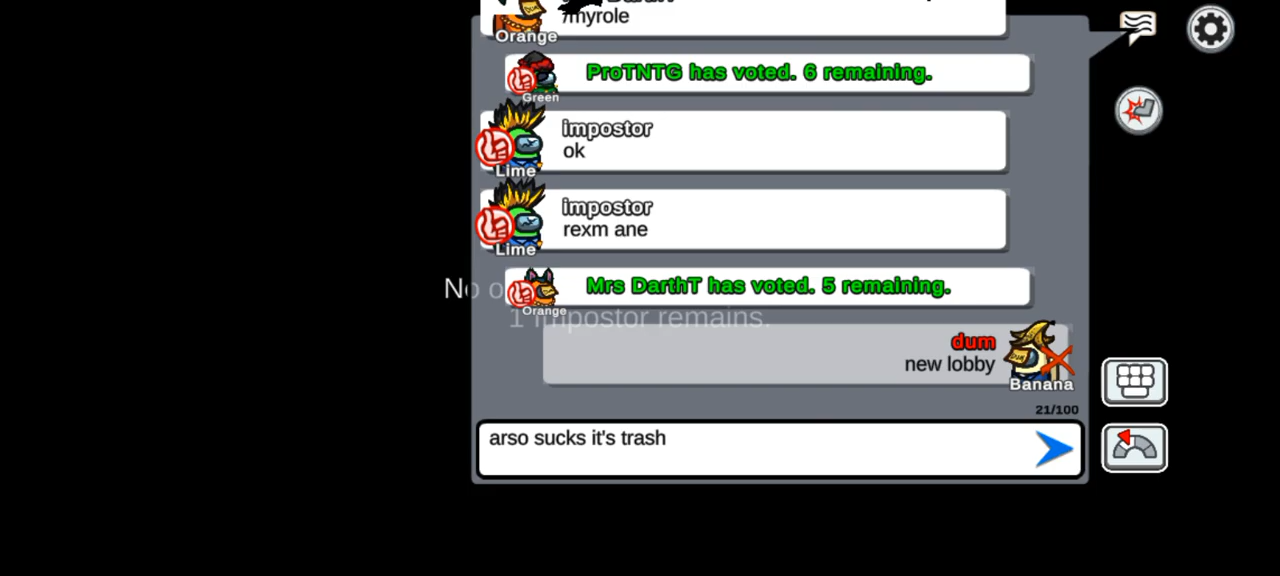 /myrole
Orange
ProTNTG has voted. 6 remaining.
Green
impostor
ok
Lime
impostor
rexm ane
Lime
Mrs DarthT has voted. 5 remaining.
Orange
No o
1 Impostor remains.
dum
new lobby
Banana
21/100
arso sucks it's trash